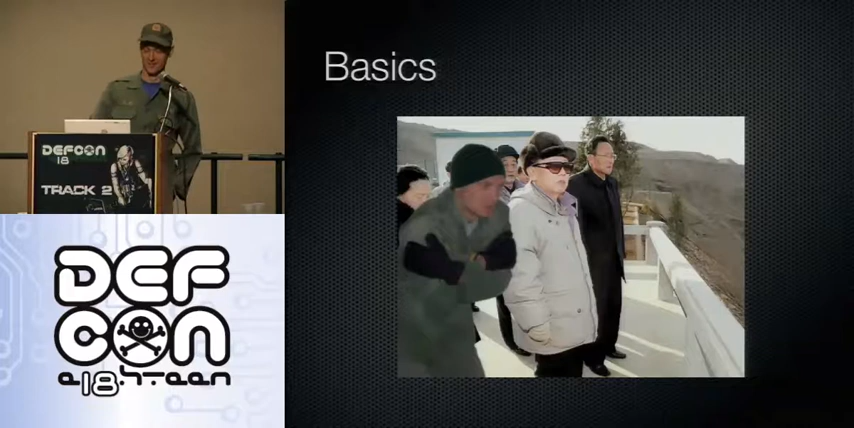 DEFCON
18
TRACK 2
DEF
CON
e18hteen
Basics